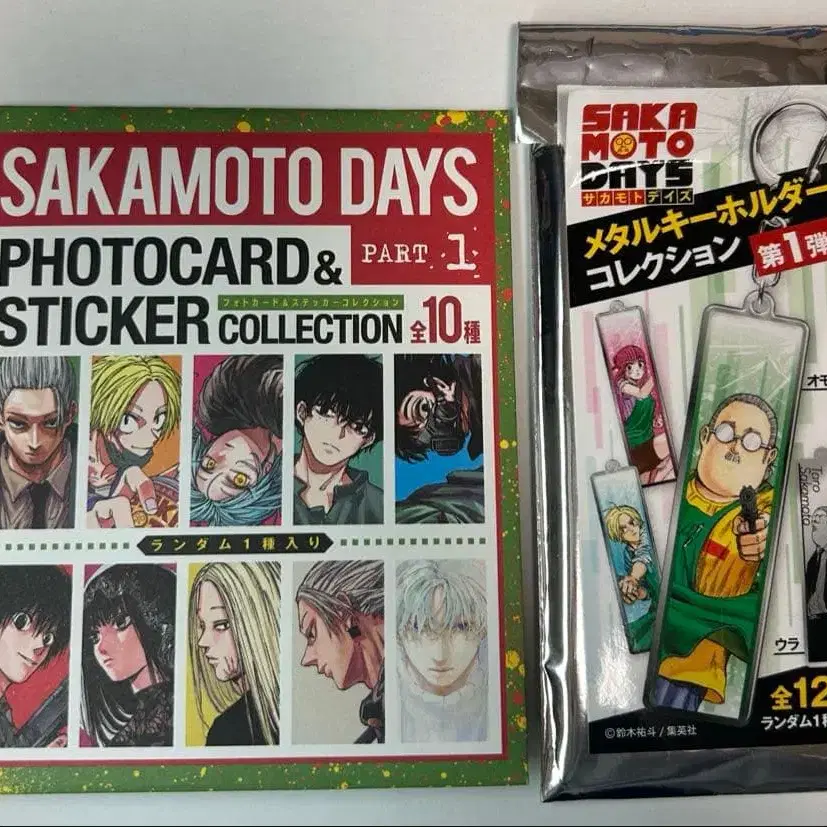 SAKAMOTO DAYS
PHOTOCARD &
PART 1
STICKER
フォトカード&ステッカーコレクション
COLLECTION
全10種
ランダム1種入り
SAKA
MOTO
DAYS
サカモトデイズ
メタルキーホルダー
コレクション
第1弾
オモ
Taro
Sakamoto
ウラ
全12
ランダム1種
©鈴木祐斗/集英社